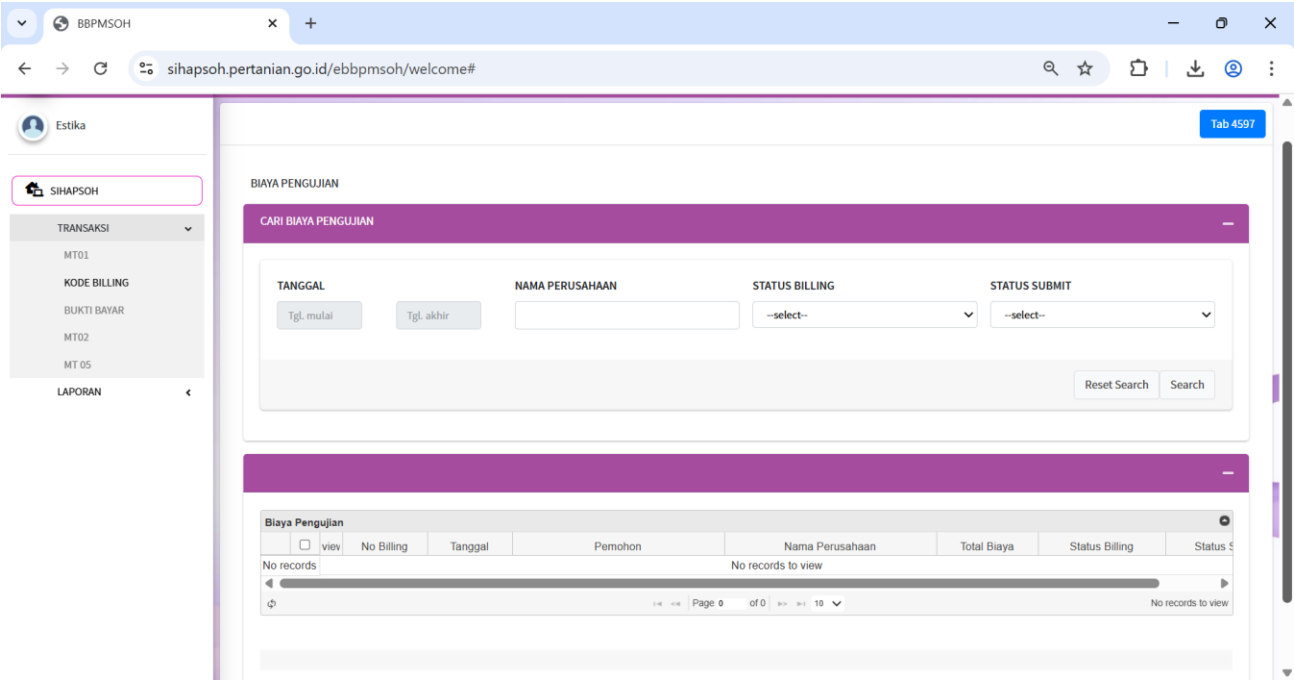 BBPMSOH
sihapsoh.pertanian.go.id/ebbpmsoh/welcome#
Estika
Tab 4597
SIHAPSOH
TRANSAKSI
MT01
KODE BILLING
BUKTI BAYAR
MT02
MT 05
LAPORAN
BIAYA PENGUJIAN
CARI BIAYA PENGUJIAN
TANGGAL NAMA PERUSAHAAN STATUS BILLING STATUS SUBMIT
Tgl. mulai Tgl. akhir --select-- --select--
Reset Search Search
Biaya Pengujian
view No Billing Tanggal Pemohon Nama Perusahaan Total Biaya Status Billing Status S
No records No records to view
Page 0 of 0 10 No records to view